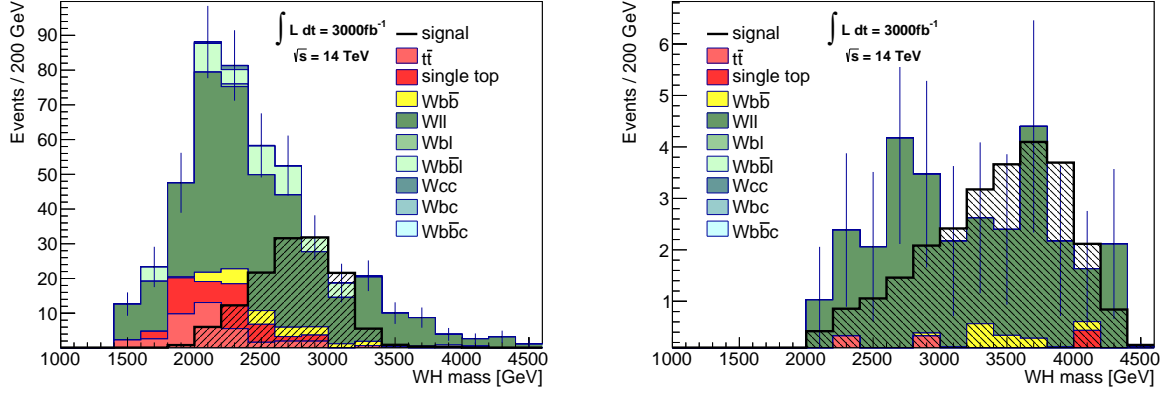 Events / 200 GeV
90
80
70
60
50
40
30
20
10
1000 1500 2000 2500 3000 3500 4000 4500
WH mass [GeV]
∫ L dt = 3000fb⁻¹
√s = 14 TeV
signal
tt̄
single top
Wbb̄
Wll
Wbl
Wbb̄l
Wcc
Wbc
Wbb̄c
Events / 200 GeV
6
5
4
3
2
1
1000 1500 2000 2500 3000 3500 4000 4500
WH mass [GeV]
∫ L dt = 3000fb⁻¹
√s = 14 TeV
signal
tt̄
single top
Wbb̄
Wll
Wbl
Wbb̄l
Wcc
Wbc
Wbb̄c